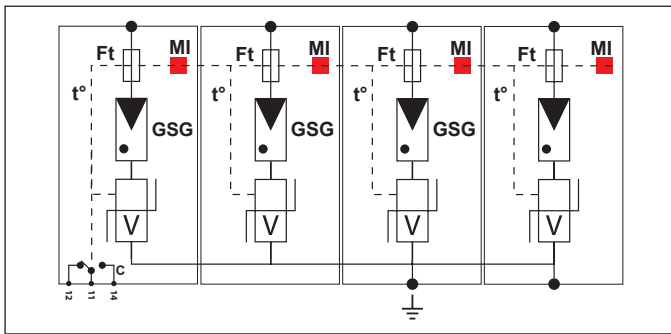 Ft MI Ft MI Ft MI Ft MI
t° t° t° t°
GSG GSG GSG
V V V V
C
12 11 14